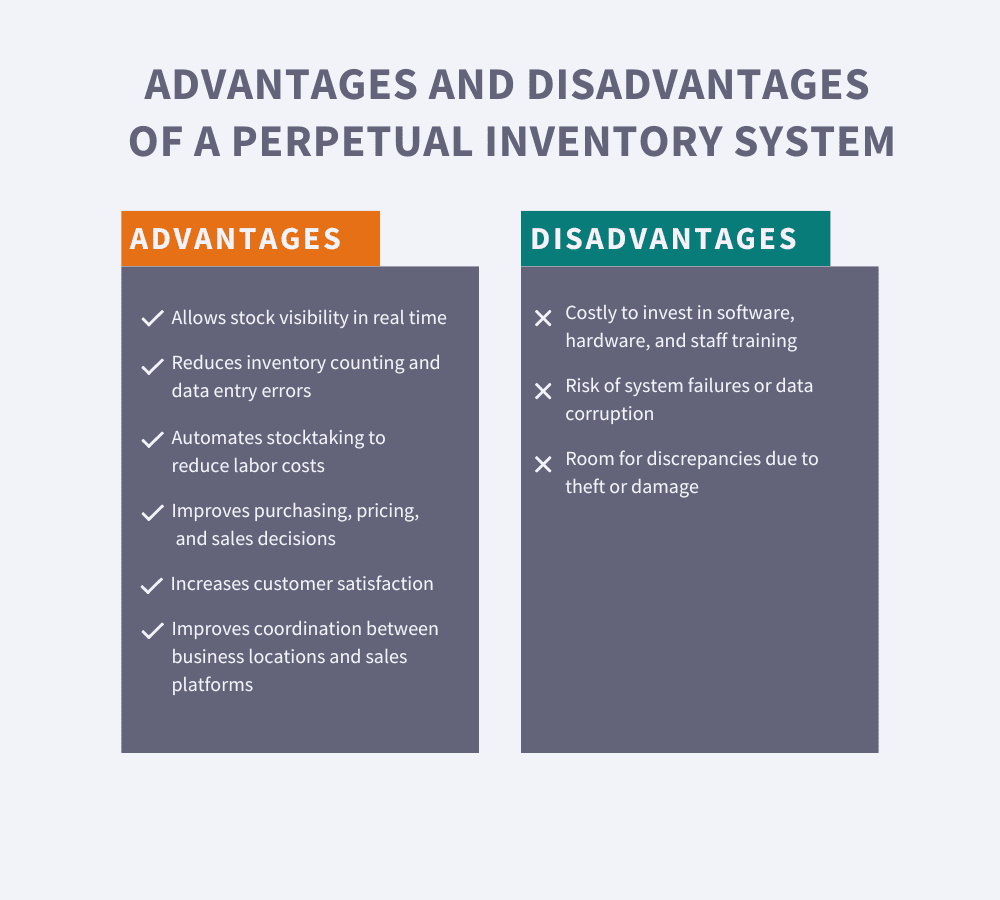 ADVANTAGES AND DISADVANTAGES
OF A PERPETUAL INVENTORY SYSTEM
ADVANTAGES
Allows stock visibility in real time
Reduces inventory counting and
data entry errors
Automates stocktaking to
reduce labor costs
Improves purchasing, pricing,
and sales decisions
Increases customer satisfaction
Improves coordination between
business locations and sales
platforms
DISADVANTAGES
Costly to invest in software,
hardware, and staff training
Risk of system failures or data
corruption
Room for discrepancies due to
theft or damage